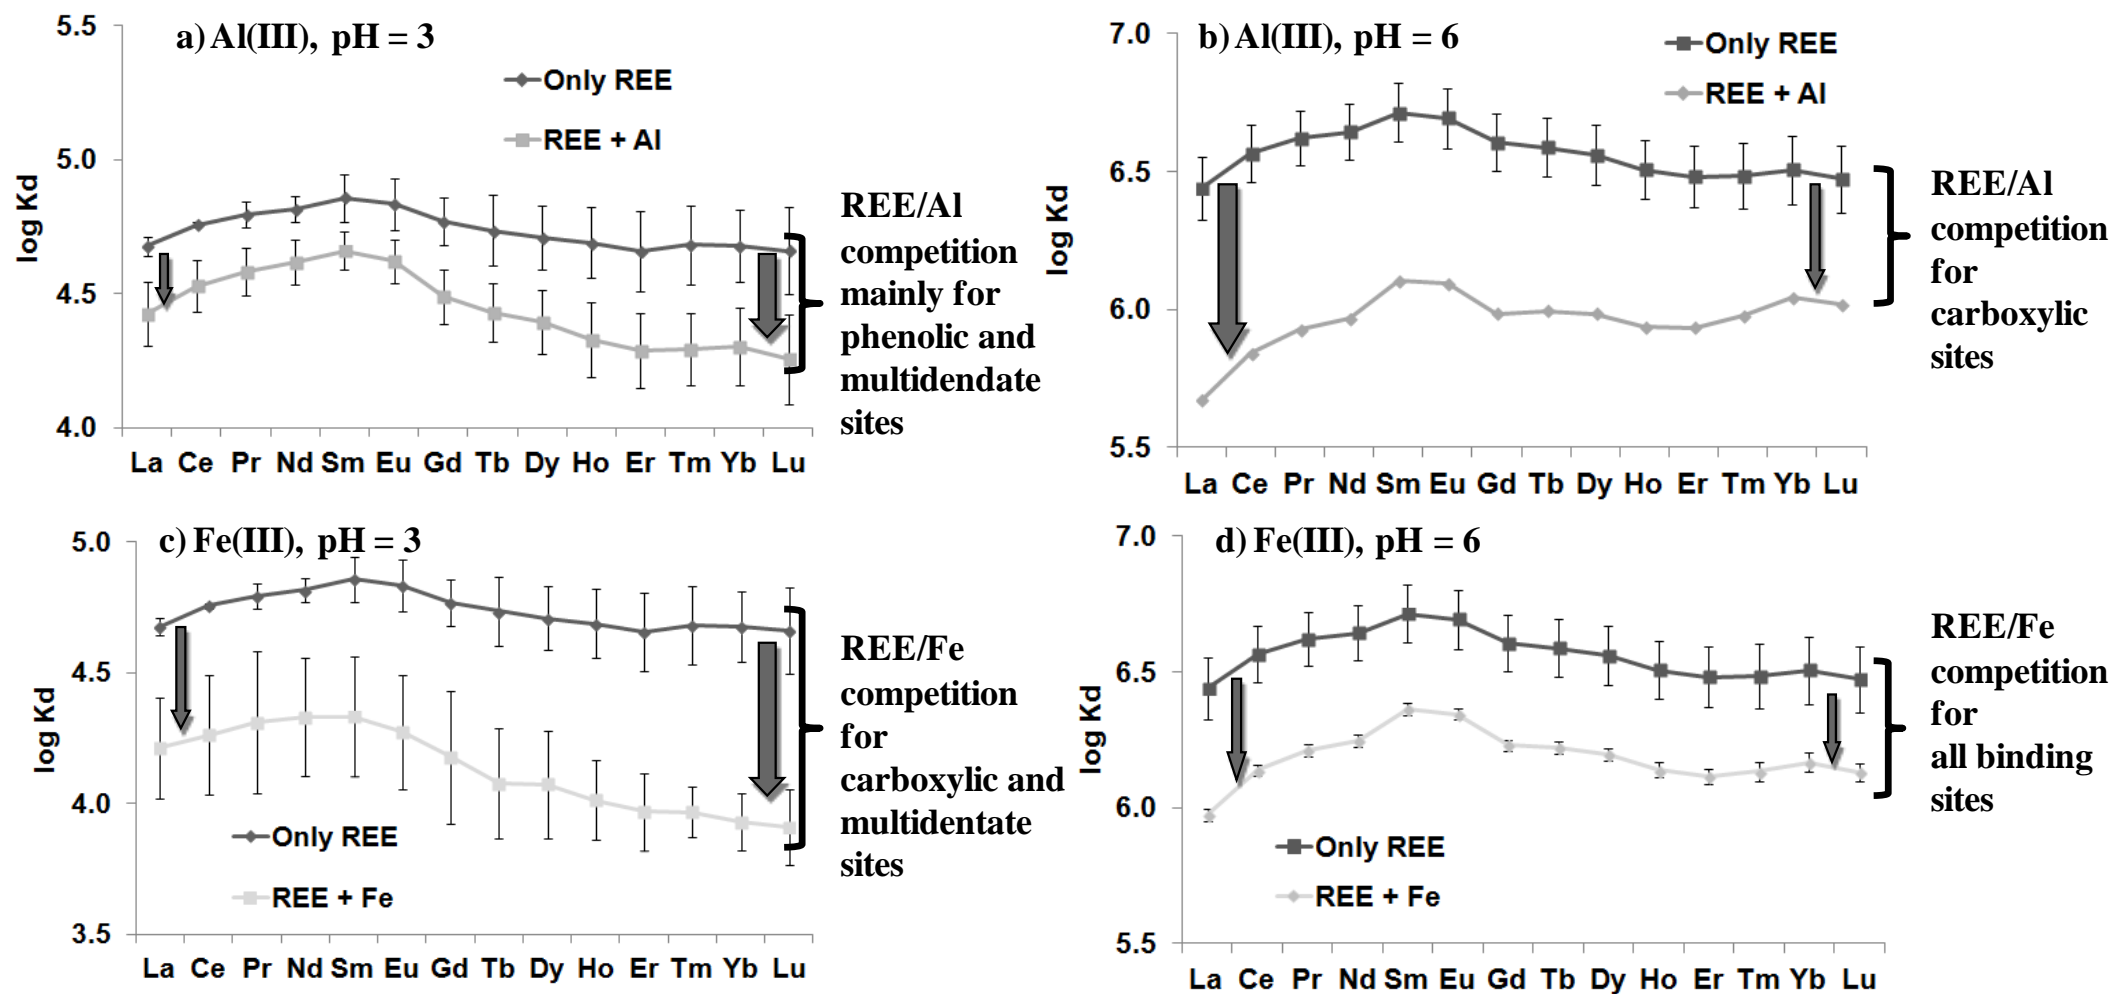 a) Al(III), pH = 3
5.5
5.0
4.5
4.0
log Kd
Only REE
REE + Al
La Ce Pr Nd Sm Eu Gd Tb Dy Ho Er Tm Yb Lu
REE/Al
competition
mainly for
phenolic and
multidendate
sites
b) Al(III), pH = 6
7.0
6.5
6.0
5.5
log Kd
Only REE
REE + Al
La Ce Pr Nd Sm Eu Gd Tb Dy Ho Er Tm Yb Lu
REE/Al
competition
for
carboxylic
sites
c) Fe(III), pH = 3
5.0
4.5
4.0
3.5
log Kd
Only REE
REE + Fe
La Ce Pr Nd Sm Eu Gd Tb Dy Ho Er Tm Yb Lu
REE/Fe
competition
for
carboxylic and
multidentate
sites
d) Fe(III), pH = 6
7.0
6.5
6.0
5.5
log Kd
Only REE
REE + Fe
La Ce Pr Nd Sm Eu Gd Tb Dy Ho Er Tm Yb Lu
REE/Fe
competition
for
all binding
sites